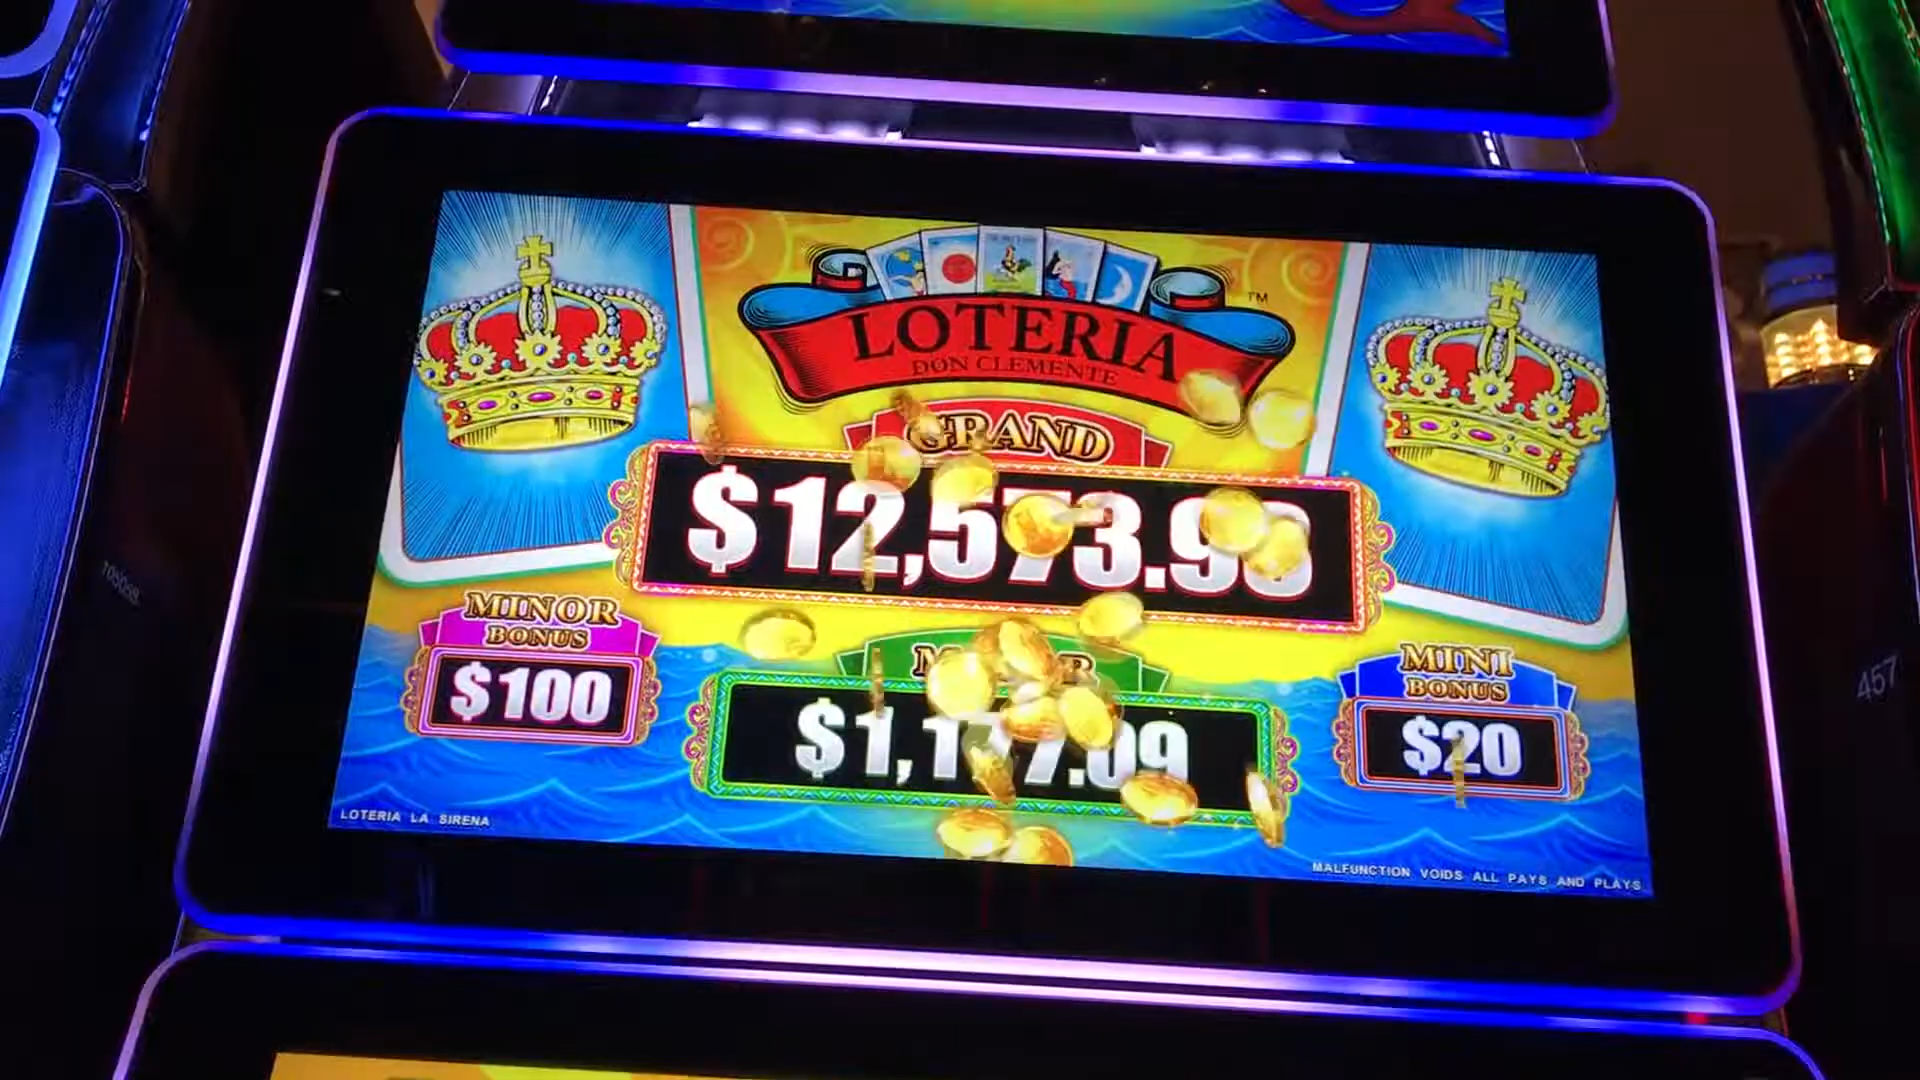 LOTERIA
TM
DON CLEMENTE
GRAND
MINOR
BONUS
$100
MINI
BONUS
$20
LOTERIA LA SIRENA
MALFUNCTION VOIDS ALL PAYS AND PLAYS
457